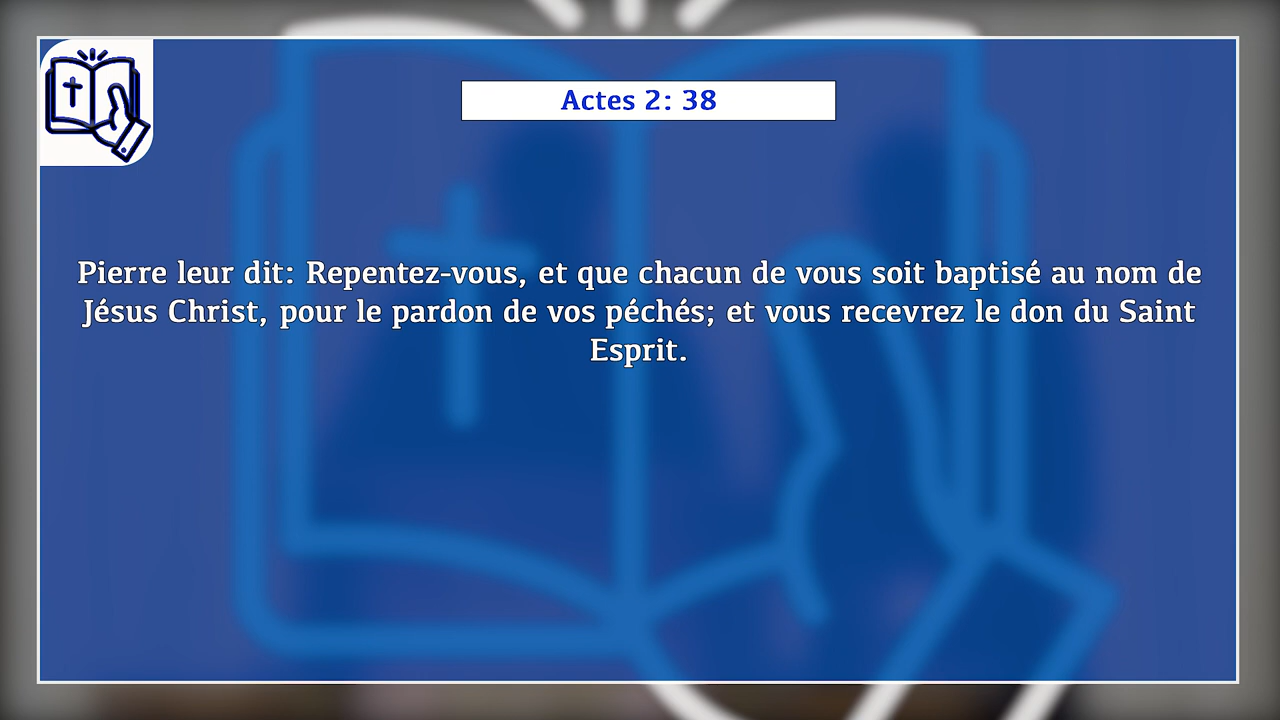 Actes 2: 38
Pierre leur dit: Repentez-vous, et que chacun de vous soit baptisé au nom de
Jésus Christ, pour le pardon de vos péchés; et vous recevrez le don du Saint
Esprit.